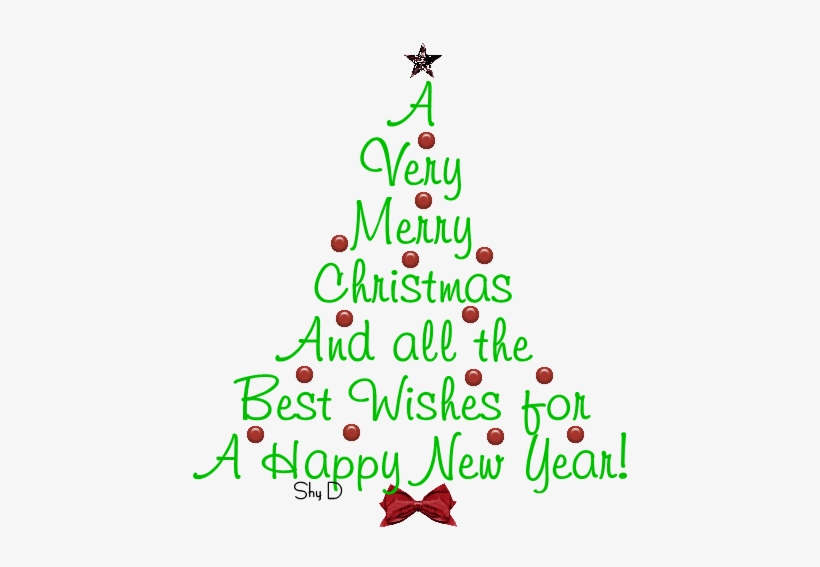 A
Very
Merry
Christmas
And all the
Best Wishes for
A Happy New Year!
Shy D